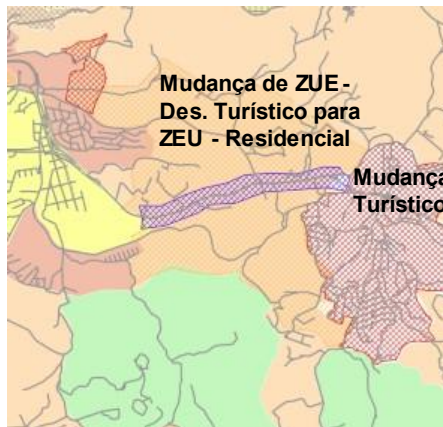 Mudança de ZUE -
Des. Turístico para
ZEU - Residencial
Mudança
Turístico